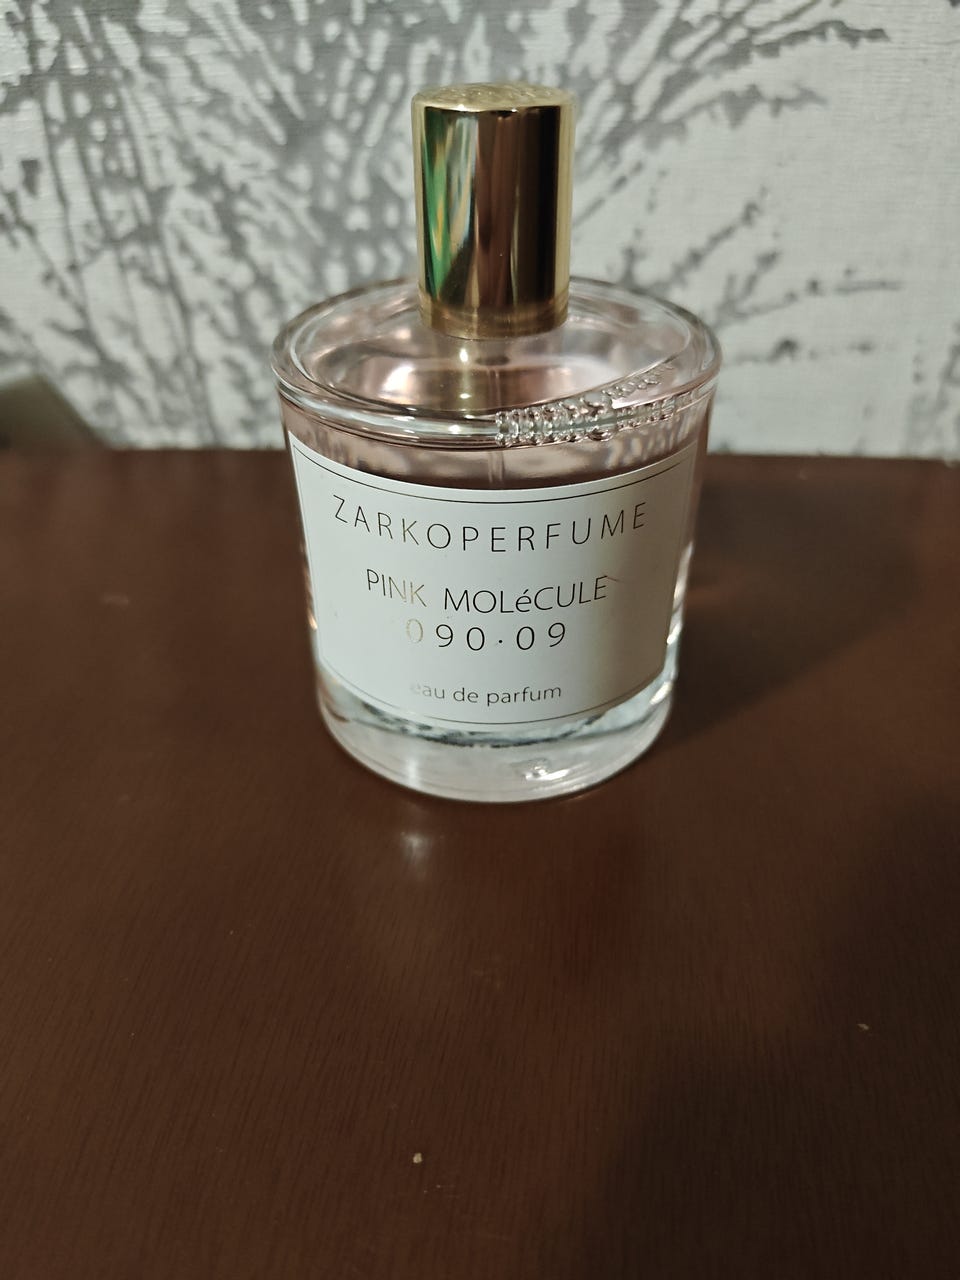 ZARKOPERFUME
PINK MOLéCULE
090·09
eau de parfum